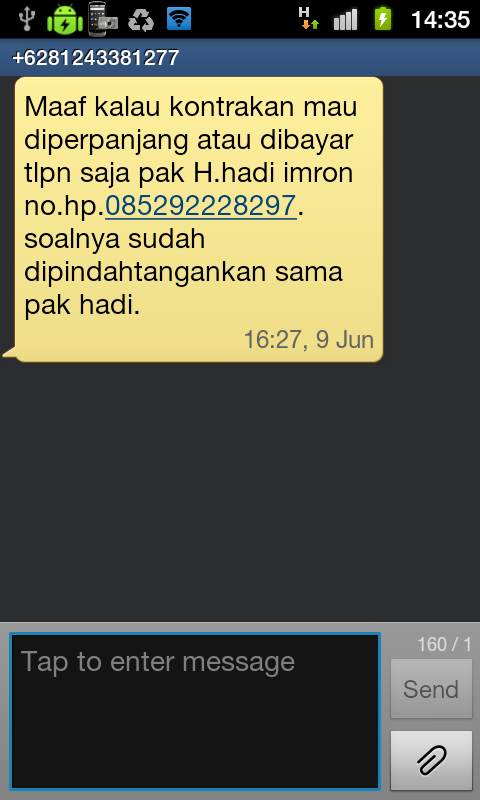 H
14:35
+6281243381277
Maaf kalau kontrakan mau
diperpanjang atau dibayar
tlpn saja pak H.hadi imron
no.hp.085292228297.
soalnya sudah
dipindahtangankan sama
pak hadi.
16:27, 9 Jun
160 / 1
Tap to enter message
Send